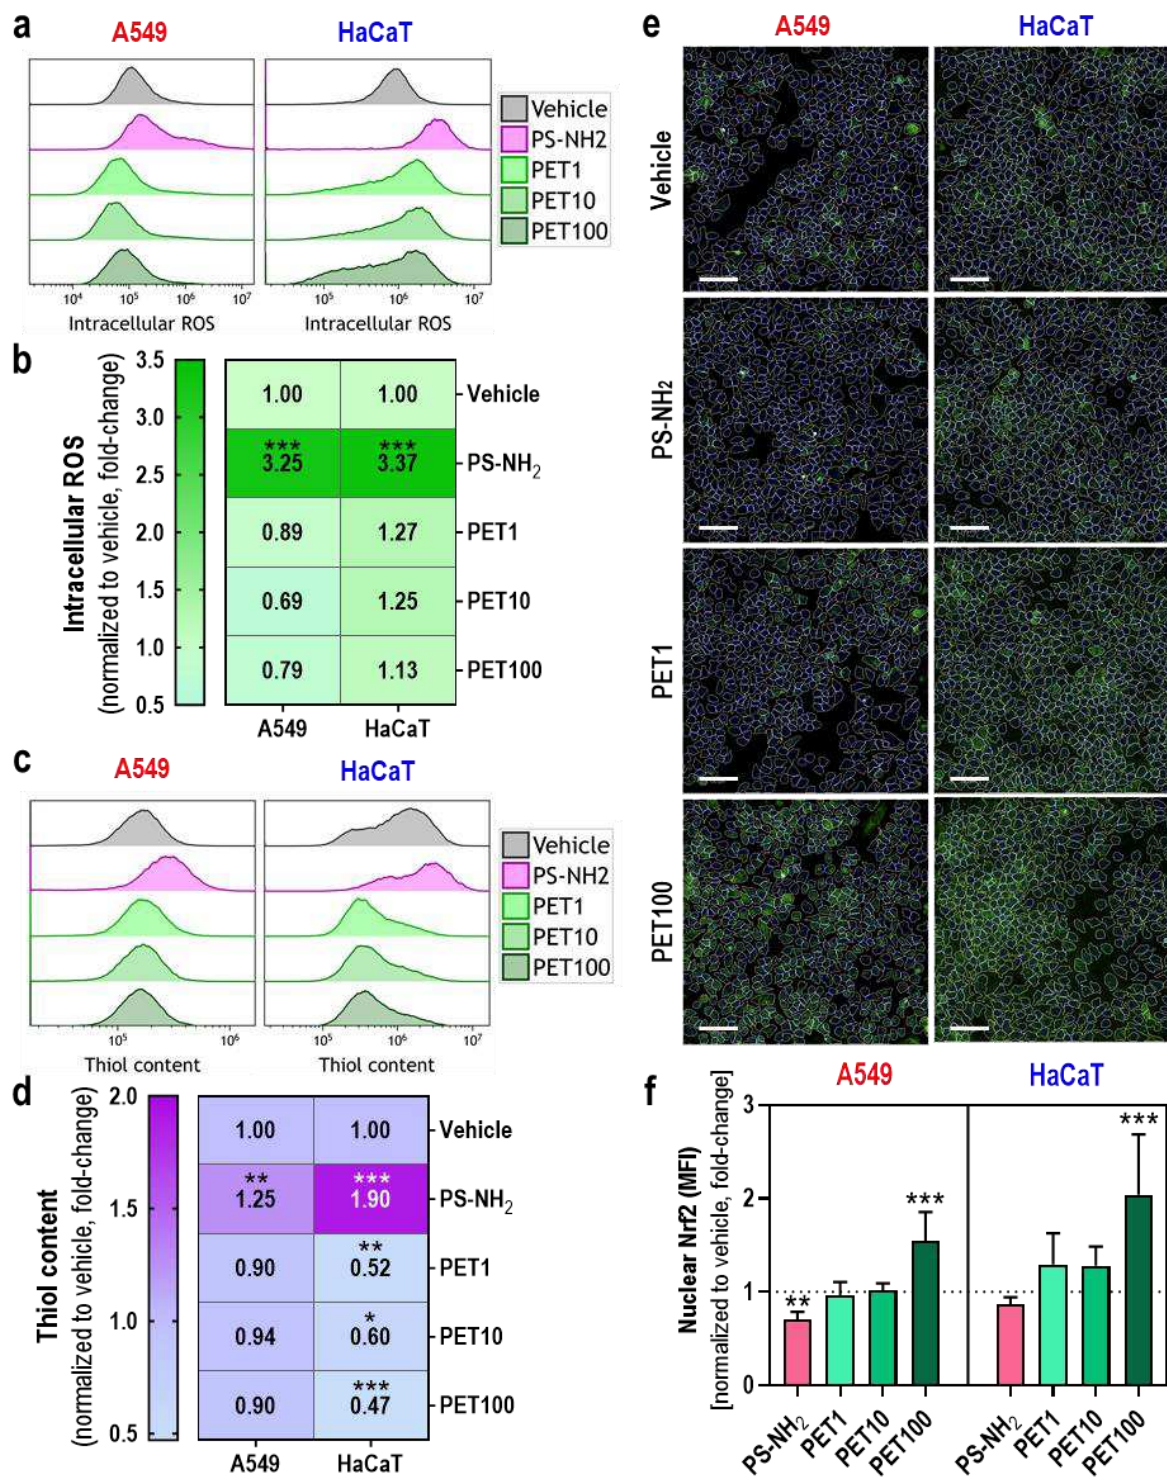 a
A549
HaCaT
Vehicle
PS-NH2
PET1
PET10
PET100
10⁴ 10⁵ 10⁶ 10⁷
10⁵ 10⁶ 10⁷
Intracellular ROS
Intracellular ROS
b
Intracellular ROS
(normalized to vehicle, fold-change)
3.5
3.0
2.5
2.0
1.5
1.0
0.5
1.00 1.00 Vehicle
*** ***
3.25 3.37 PS-NH₂
0.89 1.27 PET1
0.69 1.25 PET10
0.79 1.13 PET100
A549 HaCaT
c
A549
HaCaT
Vehicle
PS-NH2
PET1
PET10
PET100
10⁵ 10⁶
10⁵ 10⁶ 10⁷
Thiol content
Thiol content
d
Thiol content
(normalized to vehicle, fold-change)
2.0
1.5
1.0
0.5
1.00 1.00 Vehicle
** ***
1.25 1.90 PS-NH₂
**
0.90 0.52 PET1
*
0.94 0.60 PET10
***
0.90 0.47 PET100
A549 HaCaT
e
A549
HaCaT
Vehicle
PS-NH₂
PET1
PET100
f
A549
HaCaT
Nuclear Nrf2 (MFI)
[normalized to vehicle, fold-change]
3
2
1
0
**
***
***
PS-NH₂
PET1
PET10
PET100
PS-NH₂
PET1
PET10
PET100